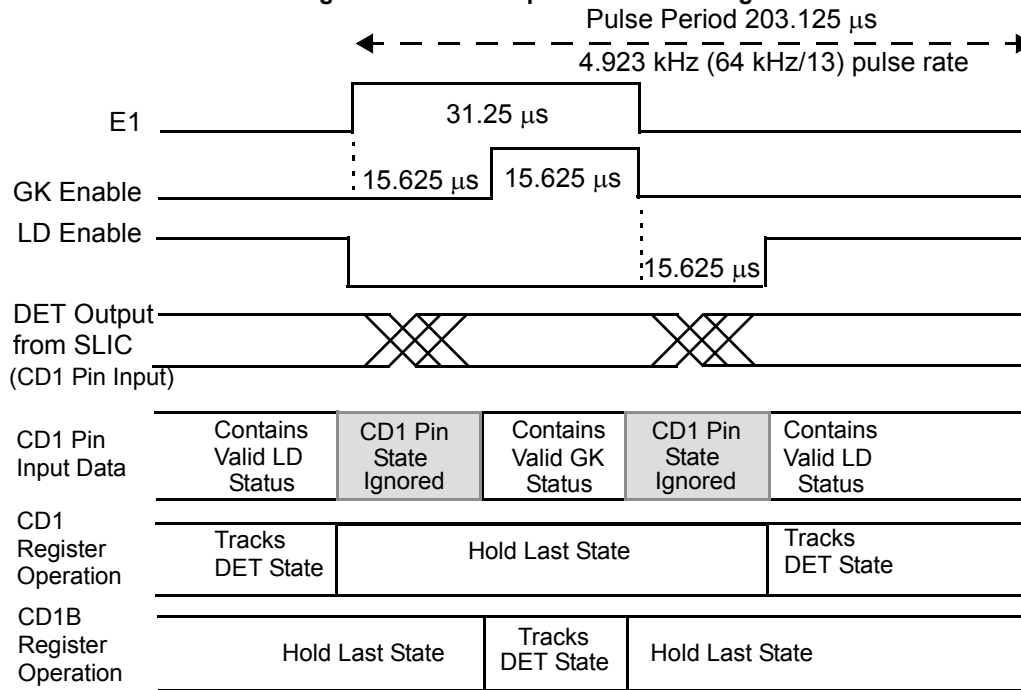 Pulse Period 203.125 μs
4.923 kHz (64 kHz/13) pulse rate
E1
31.25 μs
GK Enable
15.625 μs
15.625 μs
LD Enable
15.625 μs
DET Output
from SLIC
(CD1 Pin Input)
CD1 Pin
Input Data
Contains
Valid LD
Status
CD1 Pin
State
Ignored
Contains
Valid GK
Status
CD1 Pin
State
Ignored
Contains
Valid LD
Status
CD1
Register
Operation
Tracks
DET State
Hold Last State
Tracks
DET State
CD1B
Register
Operation
Hold Last State
Tracks
DET State
Hold Last State